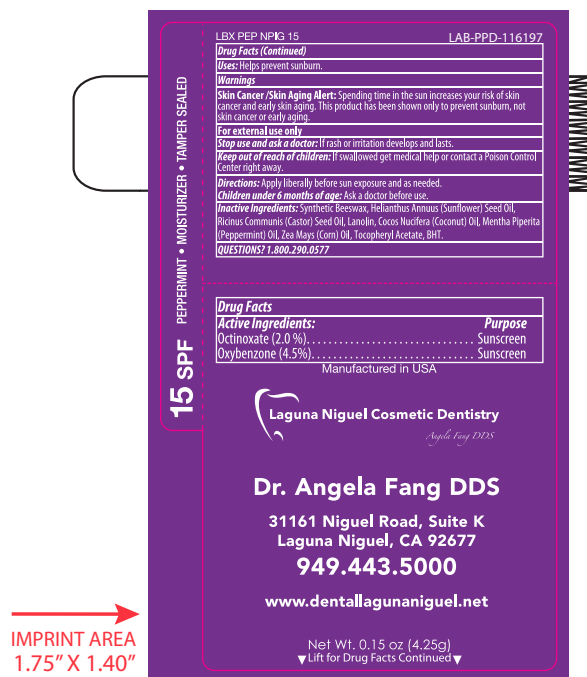 LBX PEP NPIG 15
LAB-PPD-116197
Drug Facts (Continued)
Uses: Helps prevent sunburn.
Warnings
Skin Cancer /Skin Aging Alert: Spending time in the sun increases your risk of skin
cancer and early skin aging. This product has been shown only to prevent sunburn, not
skin cancer or early aging.
For external use only
Stop use and ask a doctor: If rash or irritation develops and lasts.
Keep out of reach of children: If swallowed get medical help or contact a Poison Control
Center right away.
Directions: Apply liberally before sun exposure and as needed.
Children under 6 months of age: Ask a doctor before use.
Inactive Ingredients: Synthetic Beeswax, Helianthus Annuus (Sunflower) Seed Oil,
Ricinus Communis (Castor) Seed Oil, Lanolin, Cocos Nucifera (Coconut) Oil, Mentha Piperita
(Peppermint) Oil, Zea Mays (Corn) Oil, Tocopheryl Acetate, BHT.
QUESTIONS? 1.800.290.0577
15 SPF PEPPERMINT • MOISTURIZER • TAMPER SEALED
Drug Facts
Active Ingredients: Purpose
Octinoxate (2.0 %)............................ Sunscreen
Oxybenzone (4.5%)............................ Sunscreen
Manufactured in USA
Laguna Niguel Cosmetic Dentistry
Angela Fang DDS
Dr. Angela Fang DDS
31161 Niguel Road, Suite K
Laguna Niguel, CA 92677
949.443.5000
www.dentallagunaniguel.net
IMPRINT AREA
1.75” X 1.40”
Net Wt. 0.15 oz (4.25g)
▼Lift for Drug Facts Continued▼